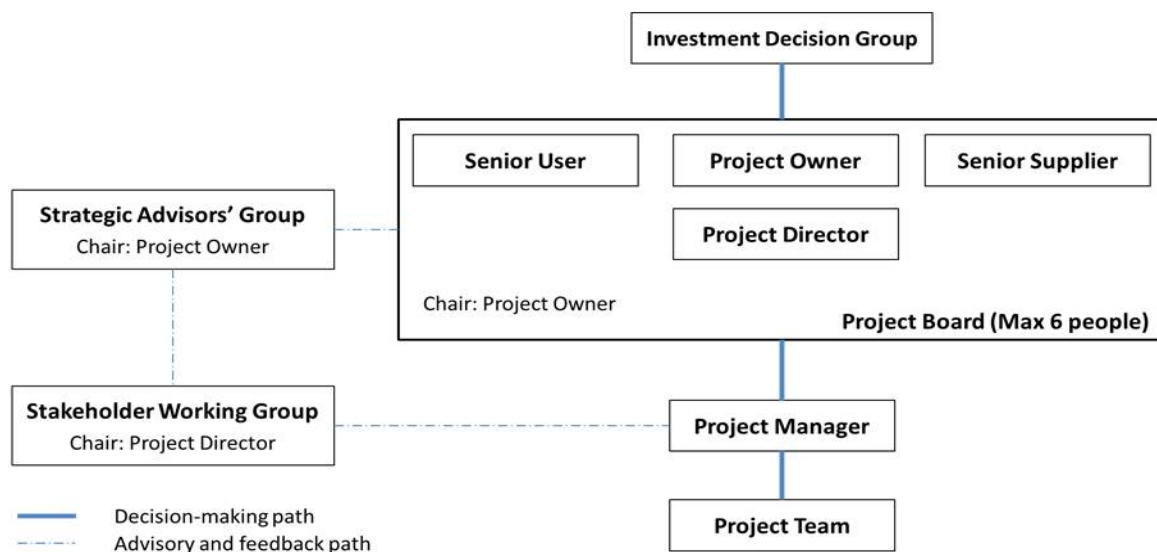 Investment Decision Group
Senior User
Project Owner
Senior Supplier
Project Director
Chair: Project Owner
Project Board (Max 6 people)
Strategic Advisors’ Group
Chair: Project Owner
Stakeholder Working Group
Chair: Project Director
Project Manager
Project Team
Decision-making path
Advisory and feedback path